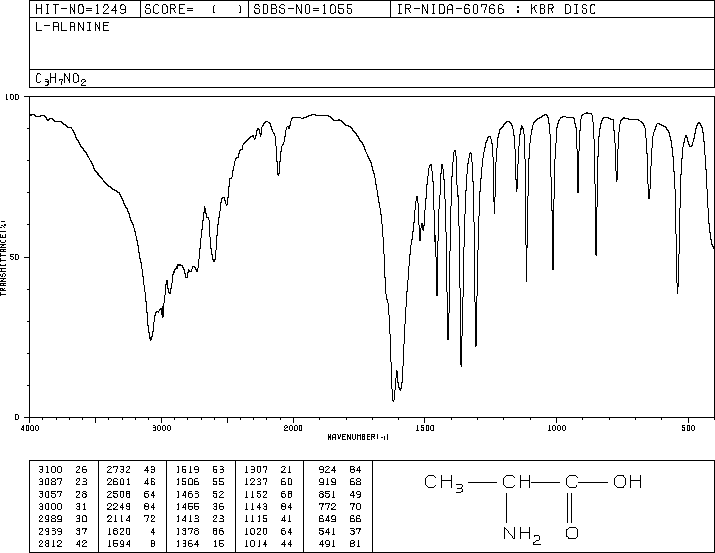 HIT-NO=1249 SCORE= ( ) SDBS-NO=1055 IR-NIDA-60766 : KBR DISC
L-ALANINE
C3H7NO2
100
50
0
TRANSMITTANCE(%)
4000 3000 2000 1500 1000 500
WAVENUMBER(-1)
3100 26 2732 43 1519 53 1307 21 924 84
3087 23 2601 46 1506 55 1237 60 919 68
3057 28 2508 64 1463 52 1152 68 851 49
3000 31 2249 84 1455 36 1143 84 772 70
2989 30 2114 72 1413 23 1115 41 649 66
2939 37 1620 4 1378 86 1020 64 541 37
2812 42 1594 8 1364 15 1014 44 491 81
CH3 CH C OH
NH2 O